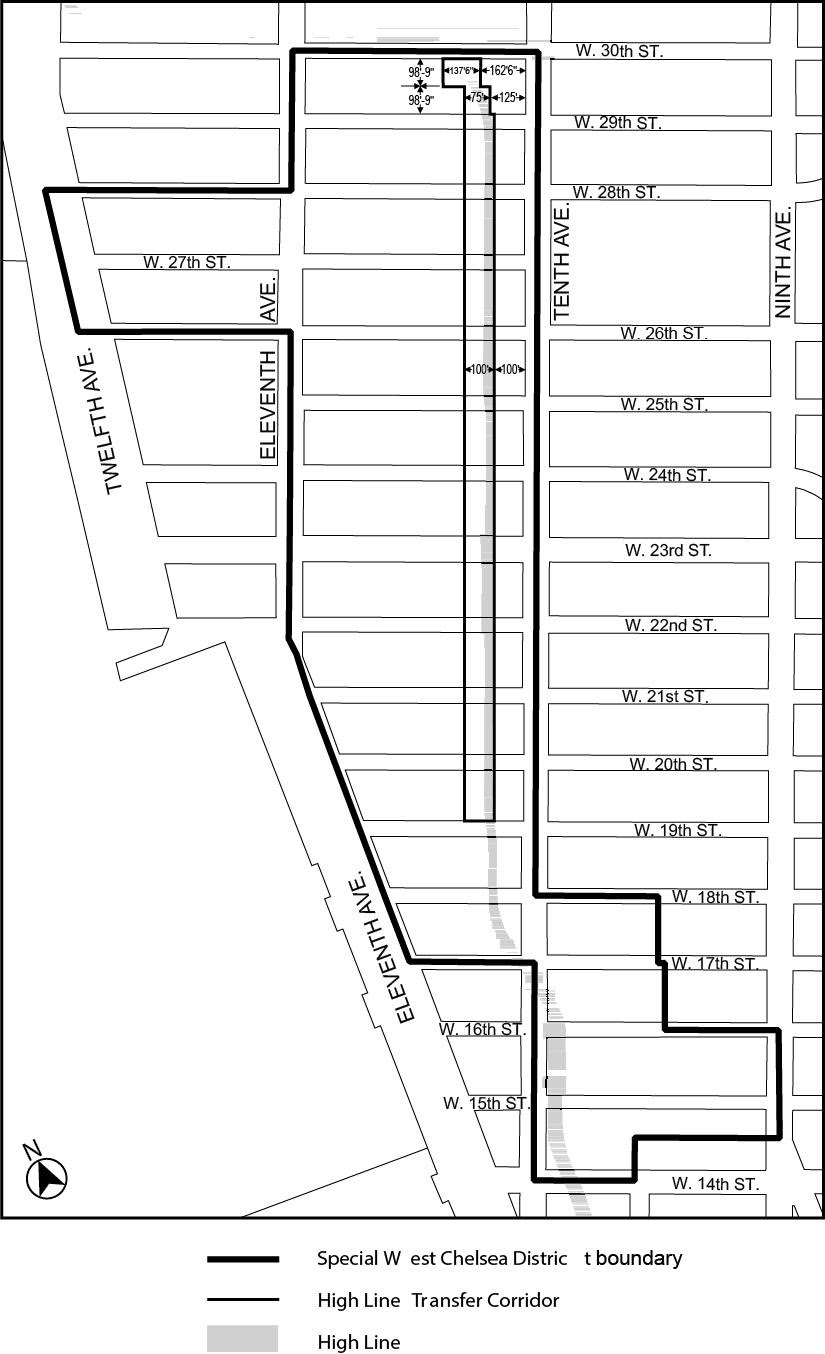 W. 30th ST.
98'-9"
137'6"
162'6"
98'-9"
75'
125'
W. 29th ST.
W. 28th ST.
TENTH AVE.
NINTH AVE.
W. 27th ST.
ELEVENTH AVE.
W. 26th ST.
TWELFTH AVE.
100'
100'
W. 25th ST.
W. 24th ST.
W. 23rd ST.
W. 22nd ST.
W. 21st ST.
W. 20th ST.
W. 19th ST.
ELEVENTH AVE.
W. 18th ST.
W. 17th ST.
W. 16th ST.
W. 15th ST.
N
W. 14th ST.
Special W est Chelsea Distric t boundary
High Line Transfer Corridor
High Line